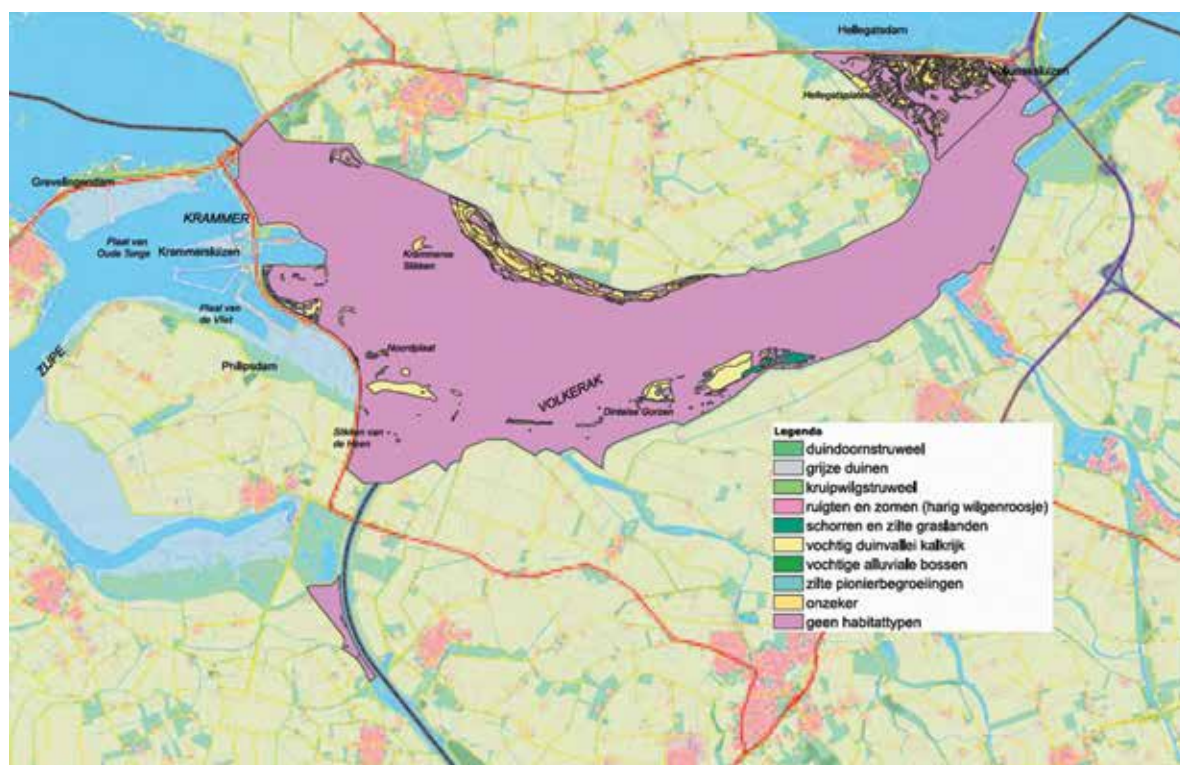 Hellegatsdam
Volkeraksluizen
Hellegatsplaten
Grevelingendam
KRAMMER
Plaat van
Oude Tonge
Krammersluizen
Krammerse
Slikken
Plaat van
de Vliet
ZIJPE
Noordplaat
Philipsdam
VOLKERAK
Dintelse Gorzen
Slikken van
de Heen
Legenda
duindoornstruweel
grijze duinen
kruipwilgstruweel
ruigten en zomen (harig wilgenroosje)
schorren en zilte graslanden
vochtig duinvallei kalkrijk
vochtige alluviale bossen
zilte pionierbegroeiingen
onzeker
geen habitattypen